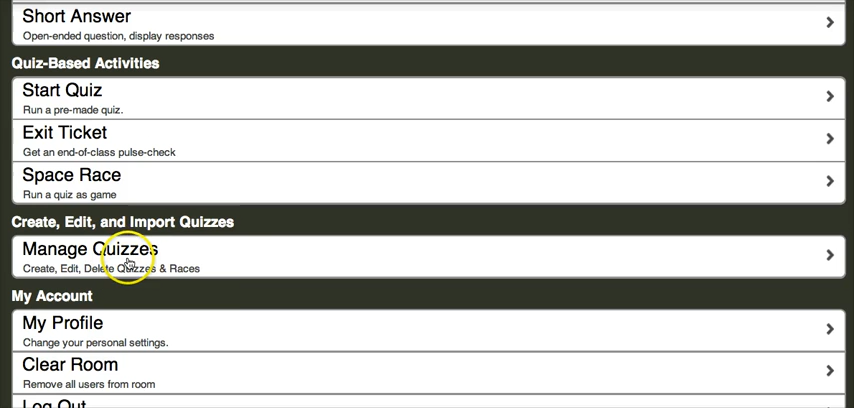 Short Answer
Open-ended question, display responses
Quiz-Based Activities
Start Quiz
Run a pre-made quiz.
Exit Ticket
Get an end-of-class pulse-check
Space Race
Run a quiz as game
Create, Edit, and Import Quizzes
Manage Quizzes
Create, Edit, Delete Quizzes & Races
My Account
My Profile
Change your personal settings.
Clear Room
Remove all users from room
Log Out